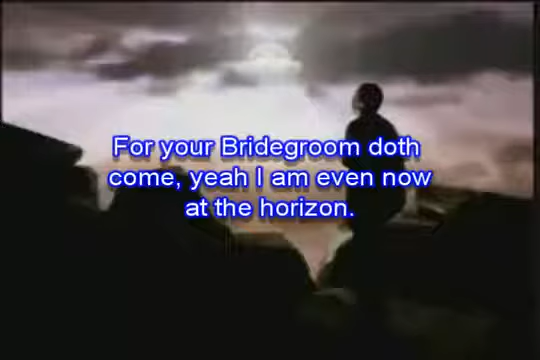 For your Bridegroom doth
come, yeah I am even now
at the horizon.